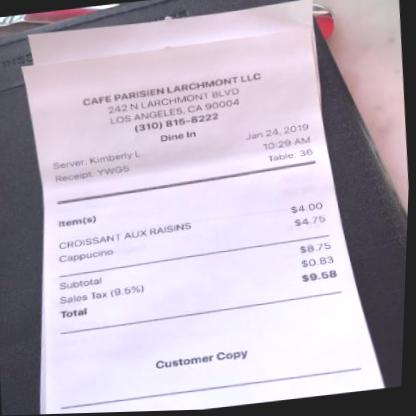 CAFE PARISIEN LARCHMONT LLC
242 N LARCHMONT BLVD
LOS ANGELES, CA 90004
(310) 815-8222
Dine In
Server: Kimberly L. Jan 24, 2019
Receipt: YWG5 10:29 AM
Table: 36
Item(s)
CROISSANT AUX RAISINS $4.00
Cappucino $4.75
Subtotal $8.75
Sales Tax (9.5%) $0.83
Total $9.58
Customer Copy